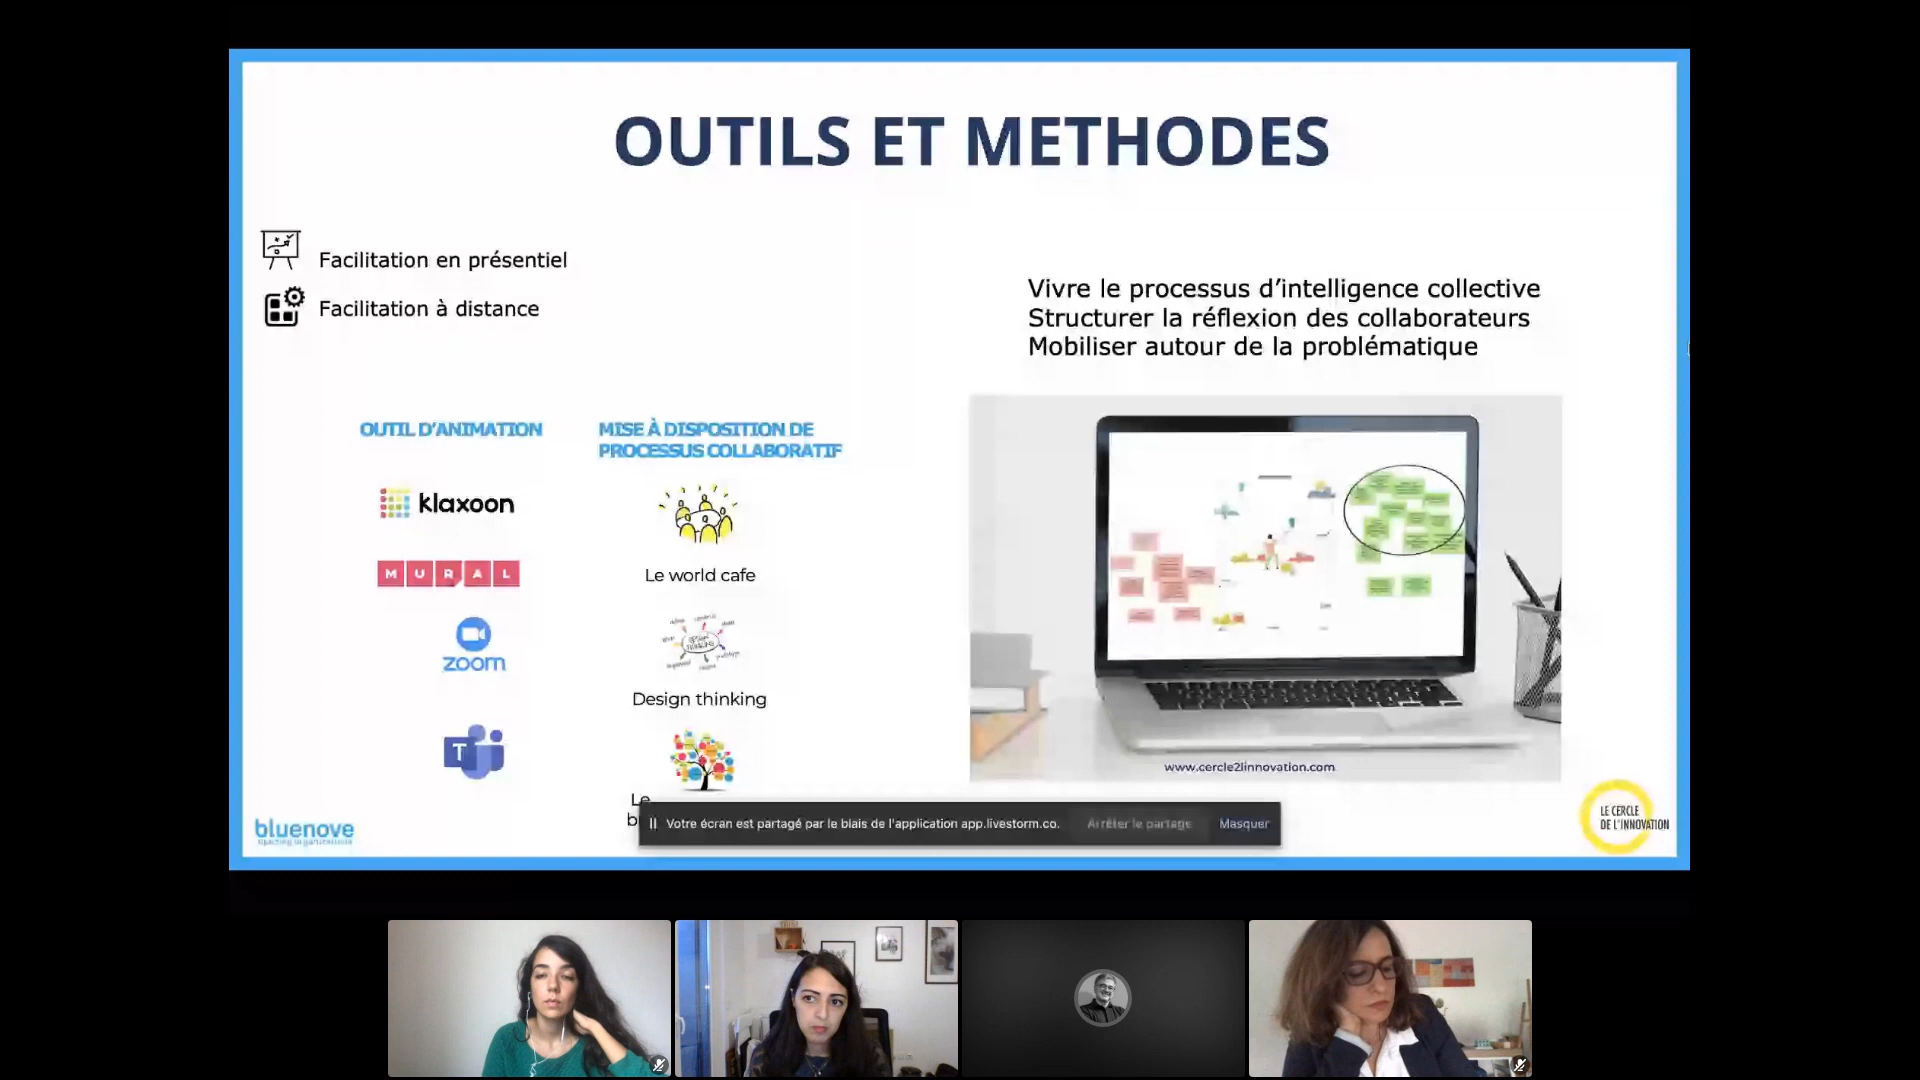 OUTILS ET METHODES
Facilitation en présentiel
Facilitation à distance
Vivre le processus d’intelligence collective
Structurer la réflexion des collaborateurs
Mobiliser autour de la problématique
OUTIL D'ANIMATION
klaxoon
MURAL
zoom
T
MISE À DISPOSITION DE
PROCESSUS COLLABORATIF
Le world cafe
Design thinking
Le
www.cercle2linnovation.com
Votre écran est partagé par le biais de l'application app.livestorm.co.
Arrêter le partage
Masquer
bluenove
LE CERCLE
DE L'INNOVATION